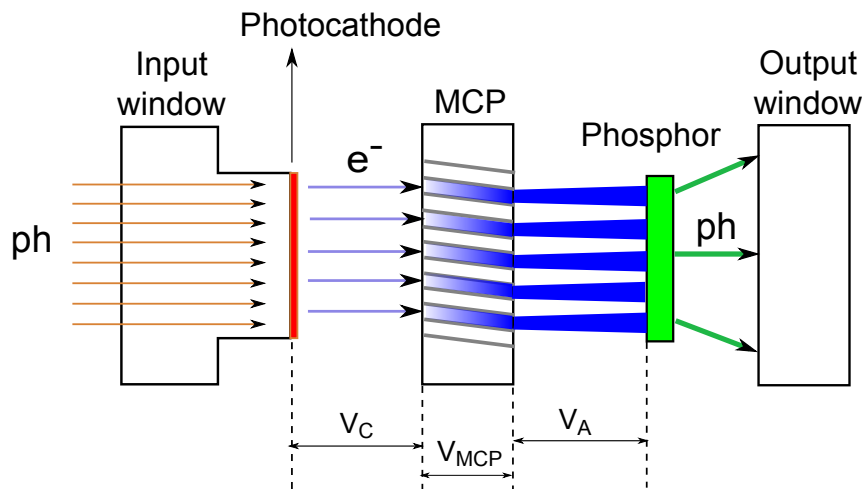 Photocathode
Input
window
MCP
Output
window
Phosphor
e-
ph
ph
VC
VMCP
VA